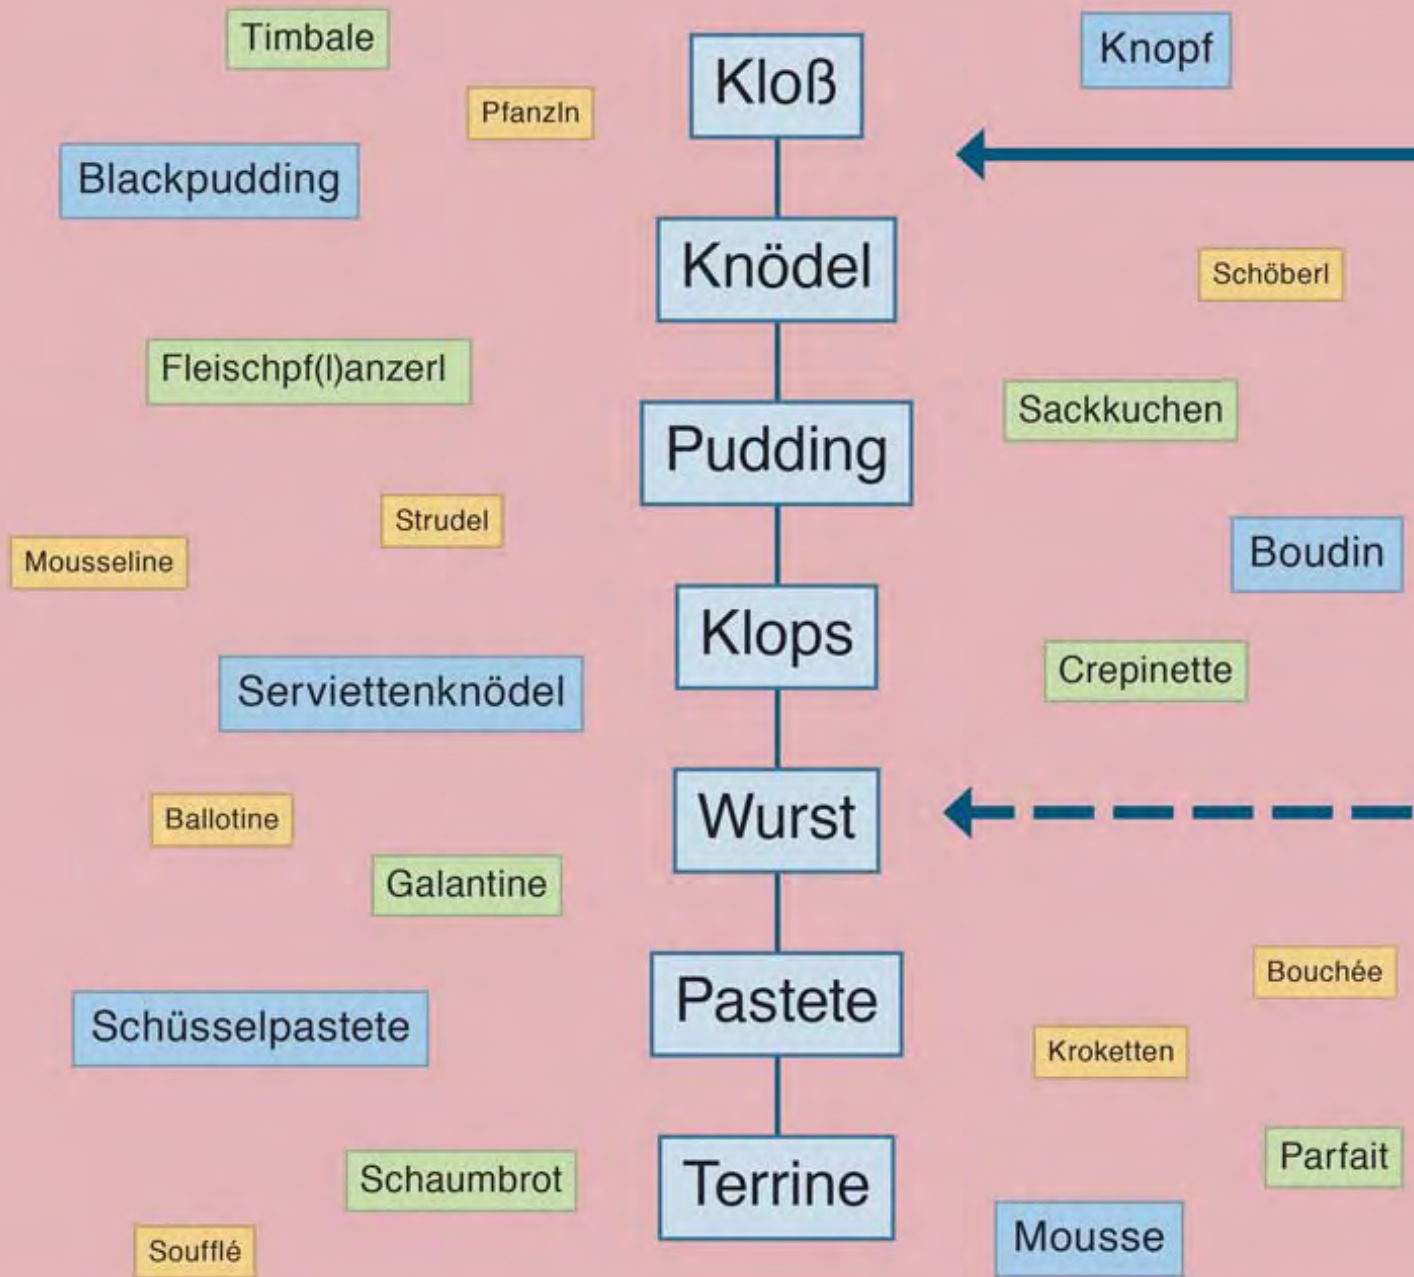 Timbale
Kloß
Knopf
Pfanzln
Blackpudding
Knödel
Schöberl
Fleischpf(l)anzerl
Sackkuchen
Pudding
Strudel
Mousseline
Boudin
Klops
Crepinette
Serviettenknödel
Ballotine
Wurst
Galantine
Bouchée
Pastete
Schüsselpastete
Kroketten
Parfait
Schaumbrot
Terrine
Mousse
Soufflé